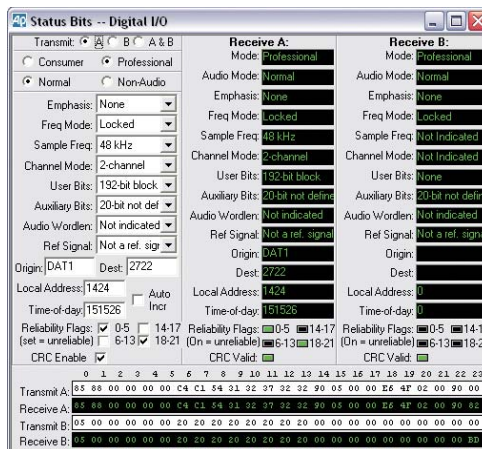 Ap Status Bits -- Digital I/O
Transmit: A B A & B
Consumer Professional
Normal Non-Audio
Emphasis: None
Freq Mode: Locked
Sample Freq: 48 kHz
Channel Mode: 2-channel
User Bits: 192-bit block
Auxiliary Bits: 20-bit not def
Audio Wordlen: Not indicated
Ref Signal: Not a ref. sigr
Origin: DAT1 Dest: 2722
Local Address: 1424
Time-of-day: 151526
Auto Incr
Reliability Flags: 0-5 14-17
(set = unreliable) 6-13 18-21
CRC Enable
Receive A:
Mode: Professional
Audio Mode: Normal
Emphasis: None
Freq Mode: Locked
Sample Freq: 48 kHz
Channel Mode: 2-channel
User Bits: 192-bit block
Auxiliary Bits: 20-bit not define
Audio Wordlen: Not indicated
Ref Signal: Not a ref. signal
Origin: DAT1
Dest: 2722
Local Address: 1424
Time-of-day: 151526
Reliability Flags: 0-5 14-17
(On = unreliable) 6-13 18-21
CRC Valid:
Receive B:
Mode: Professional
Audio Mode: Normal
Emphasis: None
Freq Mode: Locked
Sample Freq: Not Indicated
Channel Mode: Not Indicated
User Bits: None
Auxiliary Bits: 20-bit not define
Audio Wordlen: Not indicated
Ref Signal: Not a ref. signa
Origin:
Dest:
Local Address: 0
Time-of-day: 0
Reliability Flags: 0-5 14-17
(On = unreliable) 6-13 18-21
CRC Valid:
0 1 2 3 4 5 6 7 8 9 10 11 12 13 14 15 16 17 18 19 20 21 22 23
Transmit A: 85 88 00 00 00 00 C4 C1 54 31 32 37 32 32 90 05 00 00 E6 4F 02 00 90 00
Receive A: 85 88 00 00 00 00 C4 C1 54 31 32 37 32 32 90 05 00 00 E6 4F 02 00 90 82
Transmit B: 05 00 00 00 00 00 20 20 20 20 20 20 20 20 00 00 00 00 00 00 00 00 00 00
Receive B: 05 00 00 00 00 00 20 20 20 20 20 20 20 20 00 00 00 00 00 00 00 00 00 BD